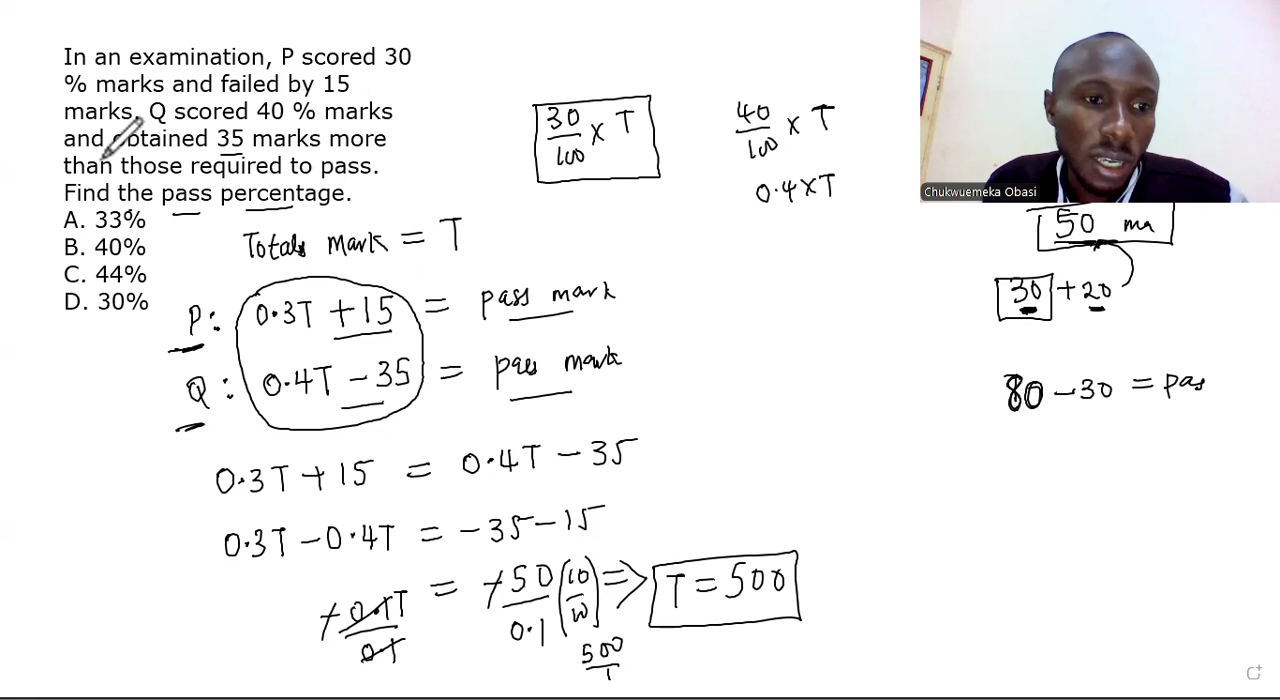 In an examination, P scored 30
% marks and failed by 15
marks. Q scored 40 % marks
and obtained 35 marks more
than those required to pass.
Find the pass percentage.
A. 33%
B. 40%
C. 44%
D. 30%
30/100 × T
40/100 × T
0.4 × T
Chukwuemeka Obasi
50 ma
30 + 20
80 - 30 = pas
Totals mark = T
P: 0.3T + 15 = pass mark
Q: 0.4T - 35 = pass mark
0.3T + 15 = 0.4T - 35
0.3T - 0.4T = -35 - 15
-0.1T/0.1 = -50/0.1 (10/10) => T = 500
500/1